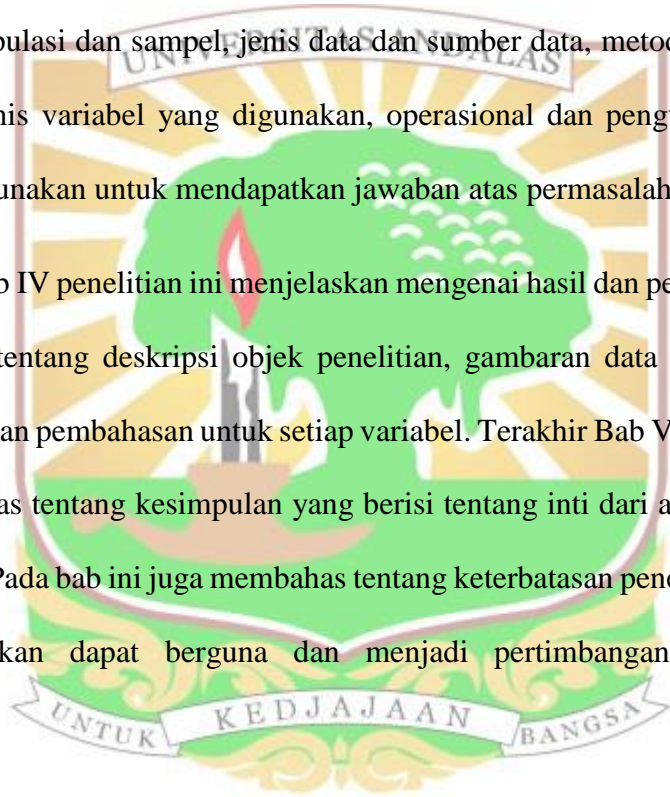 UNIVERSITAS ANDALAS
pulasi dan sampel, jenis data dan sumber data, metod
nis variabel yang digunakan, operasional dan peng
unakan untuk mendapatkan jawaban atas permasalah
b IV penelitian ini menjelaskan mengenai hasil dan pe
tentang deskripsi objek penelitian, gambaran data
an pembahasan untuk setiap variabel. Terakhir Bab V
as tentang kesimpulan yang berisi tentang inti dari a
Pada bab ini juga membahas tentang keterbatasan pene
kan dapat berguna dan menjadi pertimbangan
UNTUK KEDJAJAAN BANGSA